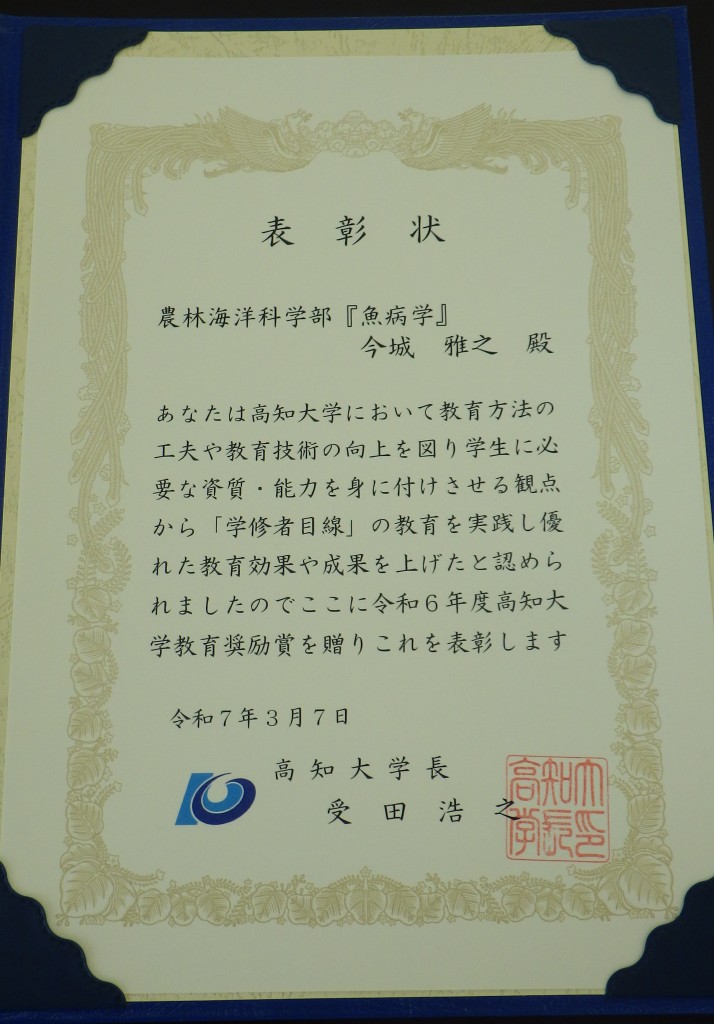 表彰状
農林海洋科学部『魚病学』
今城 雅之 殿
あなたは高知大学において教育方法の
工夫や教育技術の向上を図り学生に必
要な資質・能力を身に付けさせる観点
から「学修者目線」の教育を実践し優
れた教育効果や成果を上げたと認めら
れましたのでここに令和６年度高知大
学教育奨励賞を贈りこれを表彰します
令和７年３月７日
高知大学長
受田浩之
高知大学長印